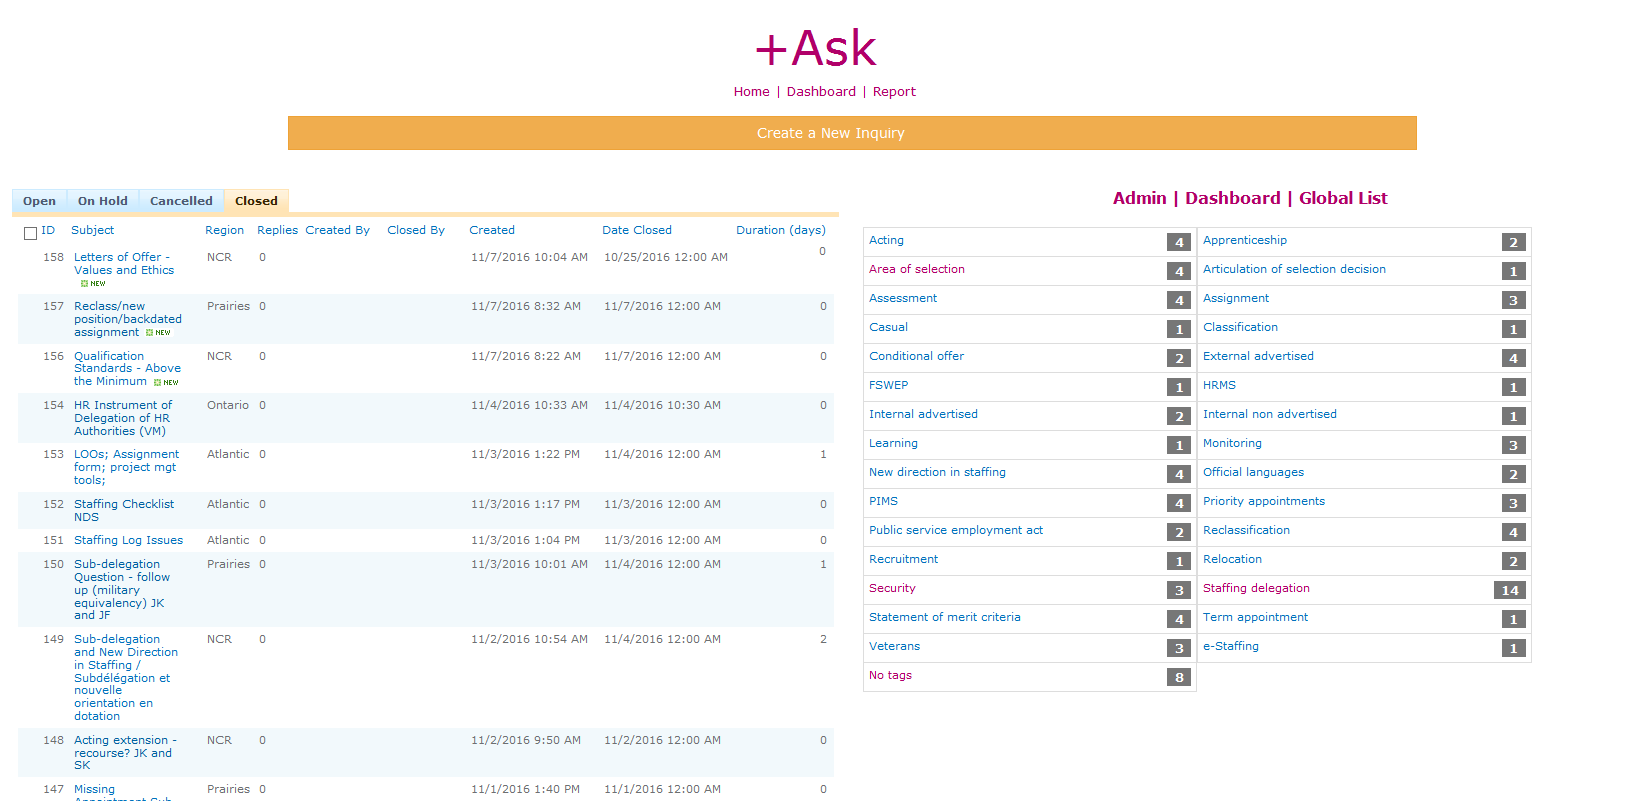 +Ask
Home | Dashboard | Report
Create a New Inquiry
Open On Hold Cancelled Closed
ID Subject Region Replies Created By Closed By Created Date Closed Duration (days)
158 Letters of Offer - NCR 0 11/7/2016 10:04 AM 10/25/2016 12:00 AM 0
Values and Ethics
NEW
157 Reclass/new Prairies 0 11/7/2016 8:32 AM 11/7/2016 12:00 AM 0
position/backdated
assignment NEW
156 Qualification NCR 0 11/7/2016 8:22 AM 11/7/2016 12:00 AM 0
Standards - Above
the Minimum NEW
154 HR Instrument of Ontario 0 11/4/2016 10:33 AM 11/4/2016 10:30 AM 0
Delegation of HR
Authorities (VM)
153 LOOs; Assignment Atlantic 0 11/3/2016 1:22 PM 11/4/2016 12:00 AM 1
form; project mgt
tools;
152 Staffing Checklist Atlantic 0 11/3/2016 1:17 PM 11/3/2016 12:00 AM 0
NDS
151 Staffing Log Issues Atlantic 0 11/3/2016 1:04 PM 11/3/2016 12:00 AM 0
150 Sub-delegation Prairies 0 11/3/2016 10:01 AM 11/4/2016 12:00 AM 1
Question - follow
up (military
equivalency) JK
and JF
149 Sub-delegation NCR 0 11/2/2016 10:54 AM 11/4/2016 12:00 AM 2
and New Direction
in Staffing /
Subdélégation et
nouvelle
orientation en
dotation
148 Acting extension - NCR 0 11/2/2016 9:50 AM 11/2/2016 12:00 AM 0
recourse? JK and
SK
147 Missing Prairies 0 11/1/2016 1:40 PM 11/1/2016 12:00 AM 0
Admin | Dashboard | Global List
Acting 4 Apprenticeship 2
Area of selection 4 Articulation of selection decision 1
Assessment 4 Assignment 3
Casual 1 Classification 1
Conditional offer 2 External advertised 4
FSWEP 1 HRMS 1
Internal advertised 2 Internal non advertised 1
Learning 1 Monitoring 3
New direction in staffing 4 Official languages 2
PIMS 4 Priority appointments 3
Public service employment act 2 Reclassification 4
Recruitment 1 Relocation 2
Security 3 Staffing delegation 14
Statement of merit criteria 4 Term appointment 1
Veterans 3 e-Staffing 1
No tags 8